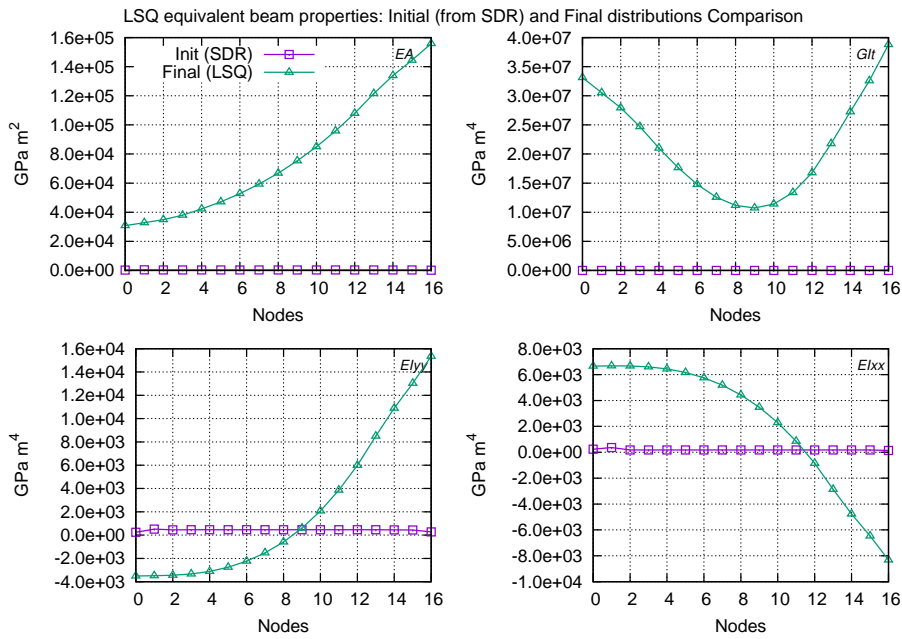 LSQ equivalent beam properties: Initial (from SDR) and Final distributions Comparison
1.6e+05
1.4e+05
1.2e+05
1.0e+05
8.0e+04
6.0e+04
4.0e+04
2.0e+04
0.0e+00
GPa m²
Init (SDR)
Final (LSQ)
EA
0 2 4 6 8 10 12 14 16
Nodes
4.0e+07
3.5e+07
3.0e+07
2.5e+07
2.0e+07
1.5e+07
1.0e+07
5.0e+06
0.0e+00
GPa m⁴
GIt
0 2 4 6 8 10 12 14 16
Nodes
1.6e+04
1.4e+04
1.2e+04
1.0e+04
8.0e+03
6.0e+03
4.0e+03
2.0e+03
0.0e+00
-2.0e+03
-4.0e+03
GPa m⁴
EIyy
0 2 4 6 8 10 12 14 16
Nodes
8.0e+03
6.0e+03
4.0e+03
2.0e+03
0.0e+00
-2.0e+03
-4.0e+03
-6.0e+03
-8.0e+03
-1.0e+04
GPa m⁴
EIxx
0 2 4 6 8 10 12 14 16
Nodes